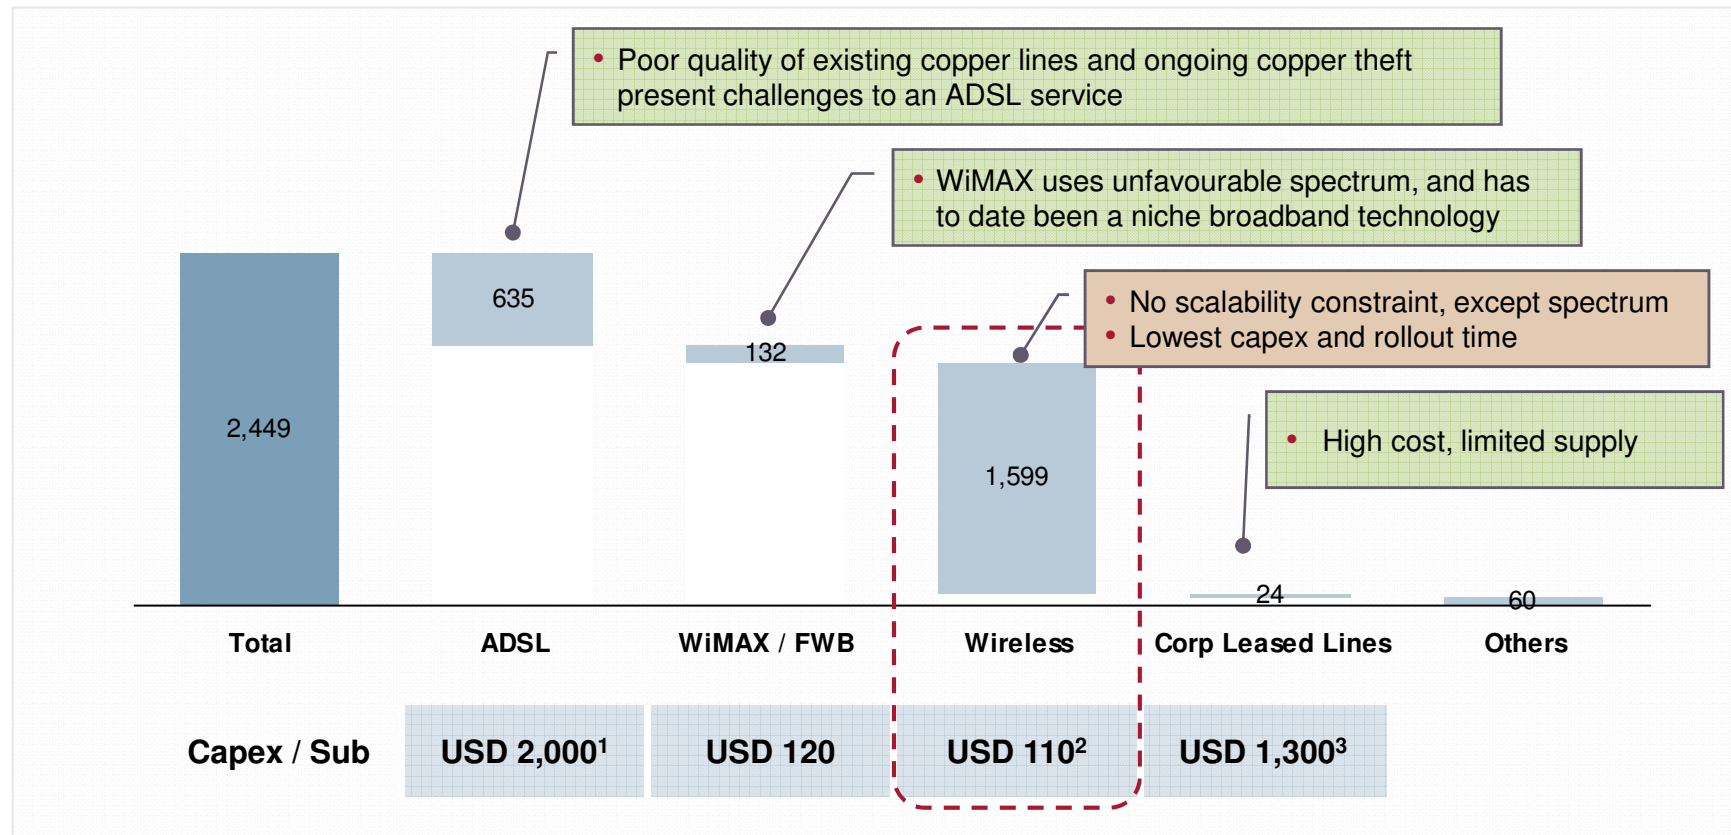 • Poor quality of existing copper lines and ongoing copper theft
present challenges to an ADSL service
• WiMAX uses unfavourable spectrum, and has
to date been a niche broadband technology
• No scalability constraint, except spectrum
• Lowest capex and rollout time
• High cost, limited supply
2,449
635
132
1,599
24
60
Total
ADSL
WiMAX / FWB
Wireless
Corp Leased Lines
Others
Capex / Sub
USD 2,000¹
USD 120
USD 110²
USD 1,300³